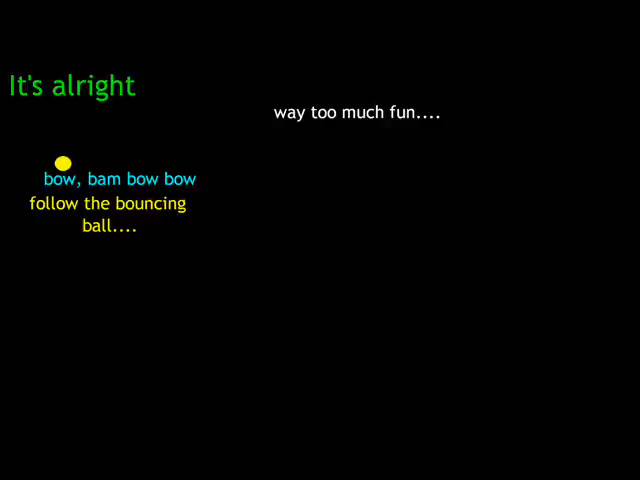 It's alright
way too much fun....
bow, bam bow bow
follow the bouncing
ball....